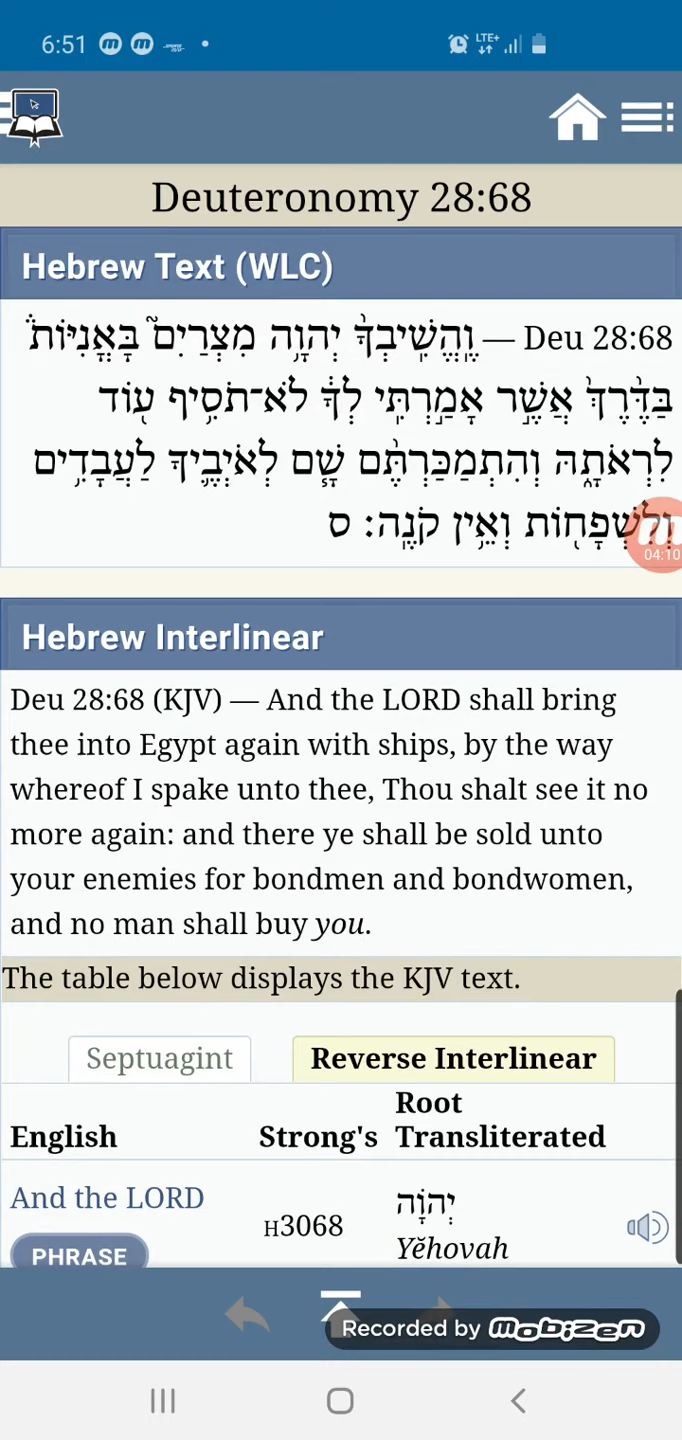 6:51
LTE+
Deuteronomy 28:68
Hebrew Text (WLC)
Deu 28:68 — וֶֽהֱשִֽׁיבְךָ֨ יְהוָ֥ה מִצְרַיִם֮ בָּאֳנִיּוֹת֒
בַּדֶּ֙רֶךְ֙ אֲשֶׁ֣ר אָמַ֣רְתִּֽי לְךָ֔ לֹא־תֹסִ֥יף ע֖וֹד
לִרְאֹתָ֑הּ וְהִתְמַכַּרְתֶּ֨ם שָׁ֧ם לְאֹיְבֶ֛יךָ לַעֲבָדִ֥ים
וְלִשְׁפָח֖וֹת וְאֵ֥ין קֹנֶֽה׃ ס
04:10
Hebrew Interlinear
Deu 28:68 (KJV) — And the LORD shall bring
thee into Egypt again with ships, by the way
whereof I spake unto thee, Thou shalt see it no
more again: and there ye shall be sold unto
your enemies for bondmen and bondwomen,
and no man shall buy you.
The table below displays the KJV text.
Septuagint
Reverse Interlinear
English Strong's Root Transliterated
And the LORD
PHRASE
H3068
יְהוָֹה
Yĕhovah
Recorded by mobizen